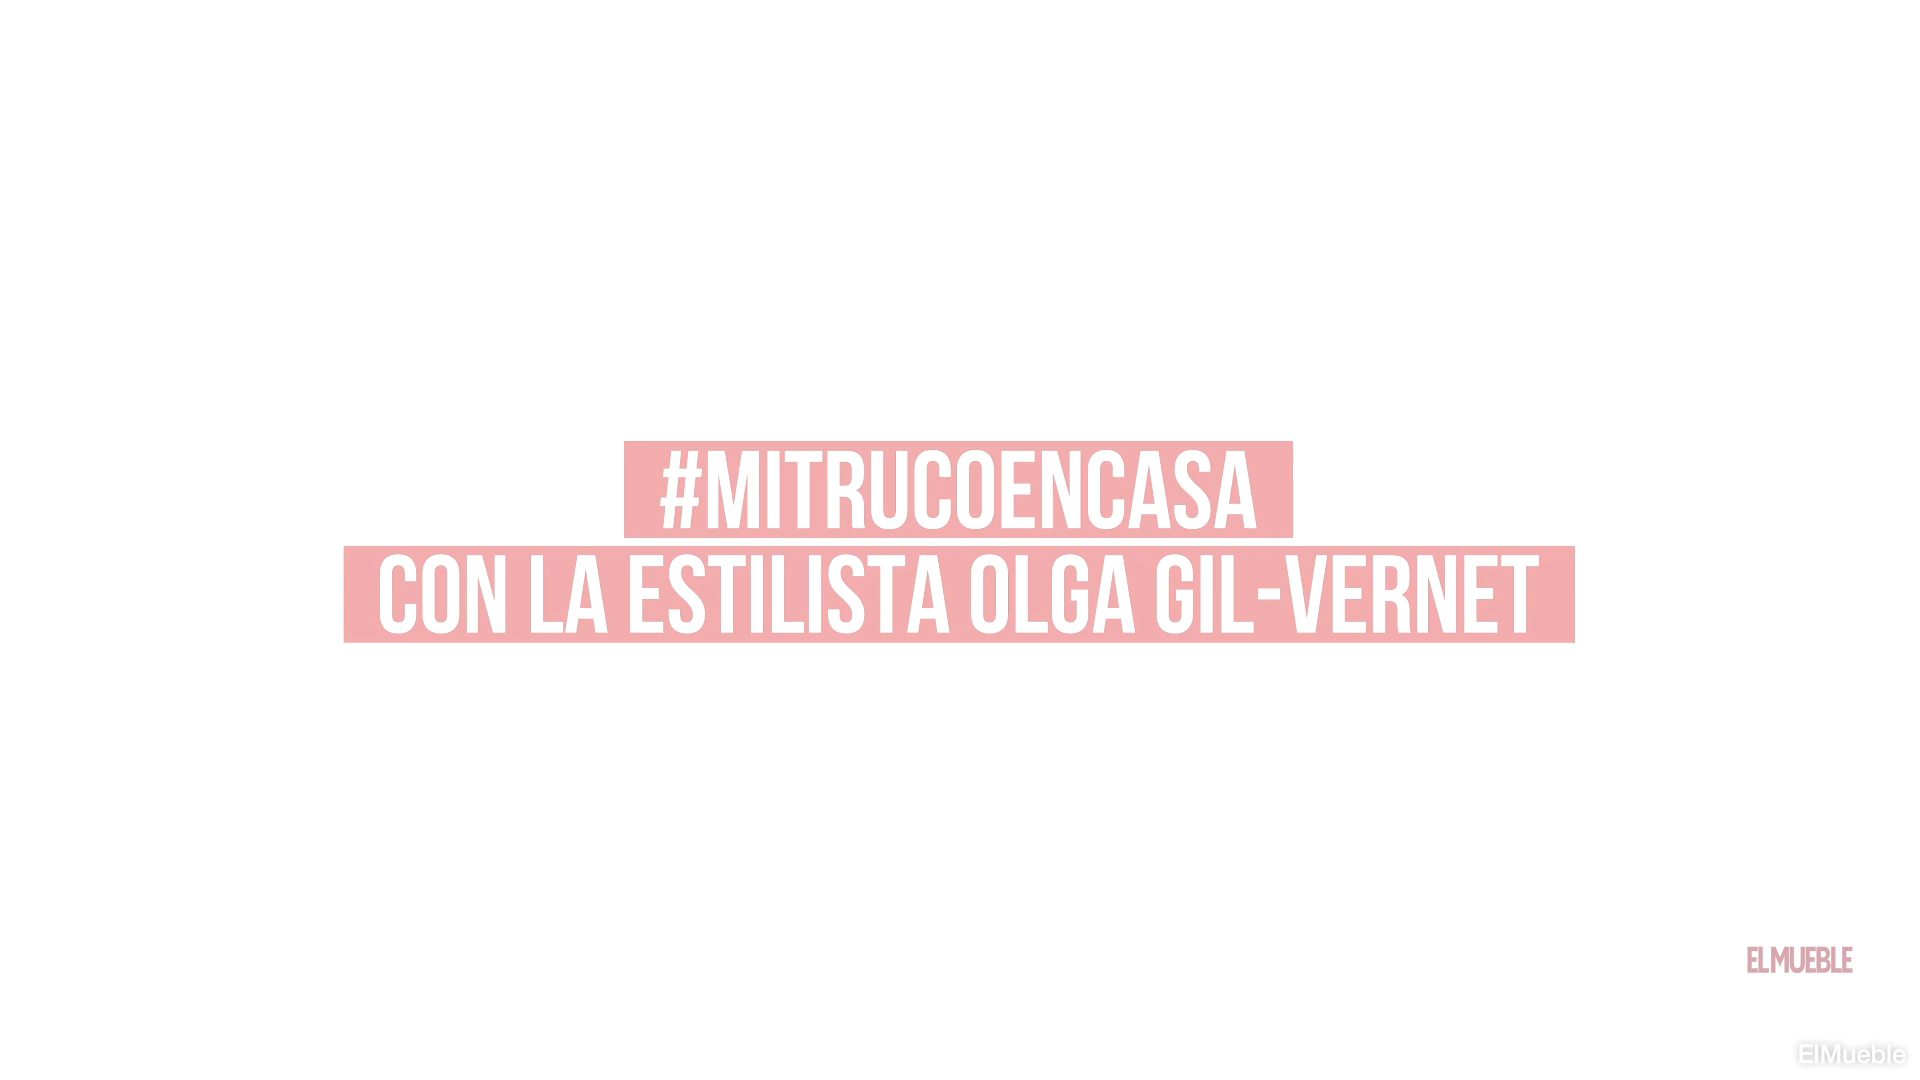 #MITRUCOENCASA
CON LA ESTILISTA OLGA GIL-VERNET
ELMUEBLE
ElMueble